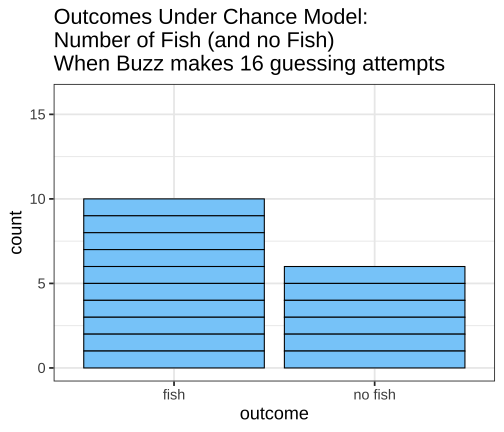 Outcomes Under Chance Model:
Number of Fish (and no Fish)
When Buzz makes 16 guessing attempts
15
10
5
0
count
fish
no fish
outcome